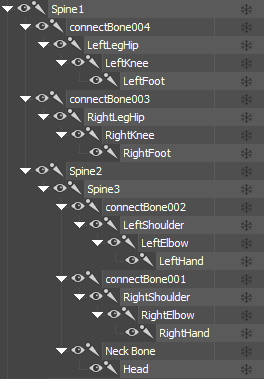 Spine1
connectBone004
LeftLegHip
LeftKnee
LeftFoot
connectBone003
RightLegHip
RightKnee
RightFoot
Spine2
Spine3
connectBone002
LeftShoulder
LeftElbow
LeftHand
connectBone001
RightShoulder
RightElbow
RightHand
Neck Bone
Head